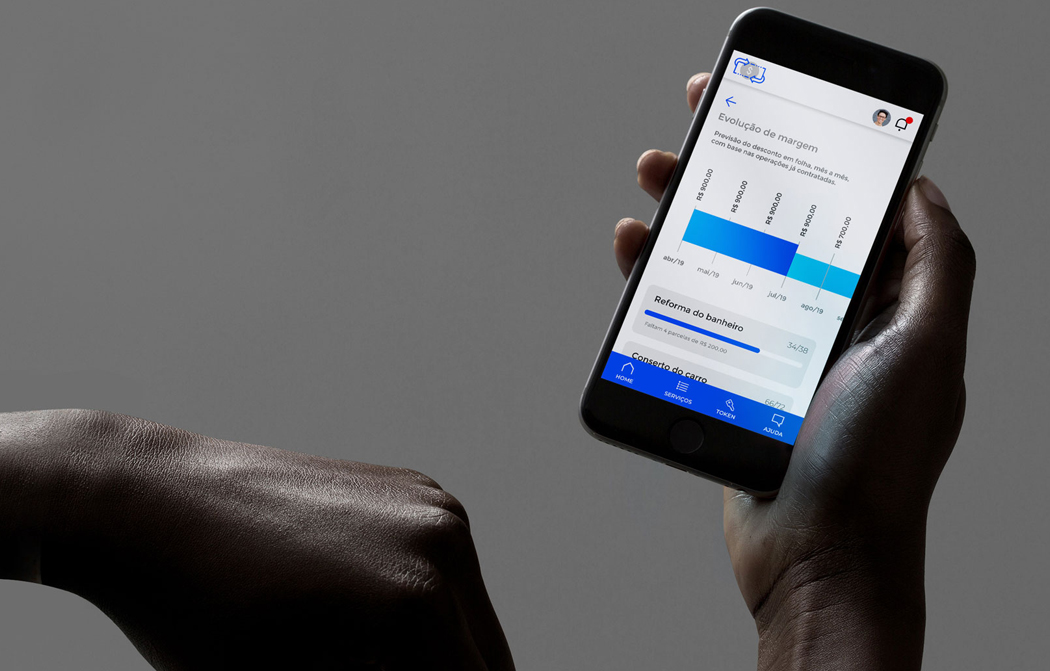 Evolução de margem
Previsão do desconto em folha, mês a mês,
com base nas operações já contratadas.
R$ 900,00
R$ 900,00
R$ 900,00
R$ 900,00
R$ 700,00
abr/19
mai/19
jun/19
jul/19
ago/19
se
Reforma do banheiro
34/38
Faltam 4 parcelas de R$ 200,00
Conserto do carro
66/72
HOME
SERVIÇOS
TOKEN
AJUDA